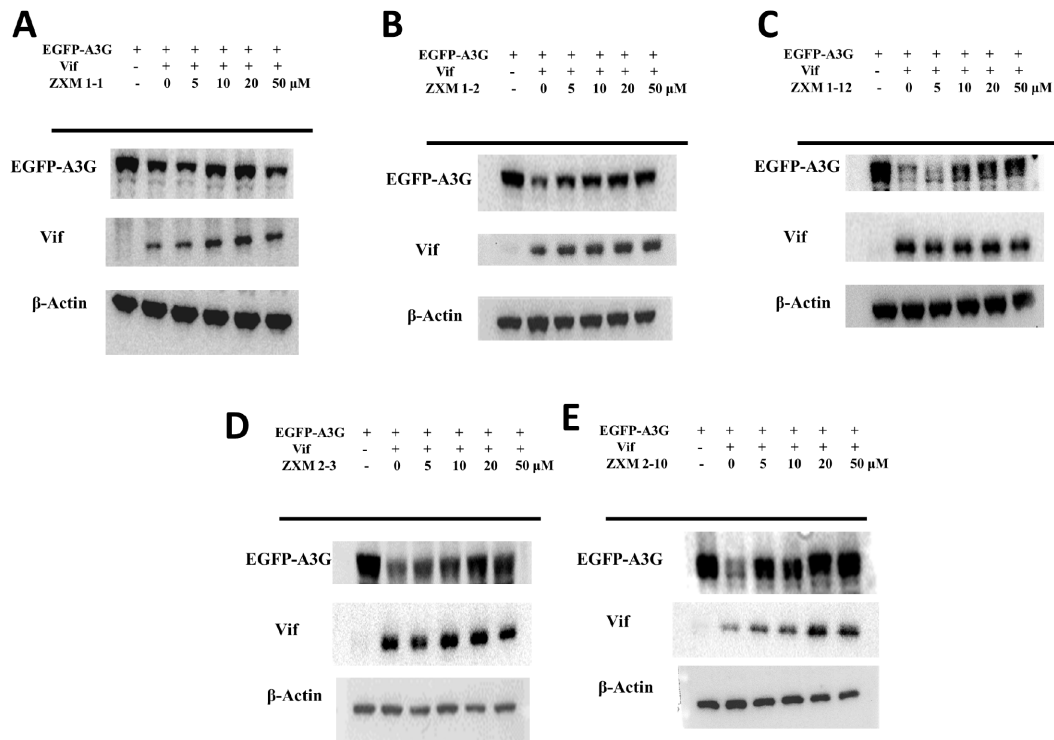 A
EGFP-A3G + + + + + +
Vif - + + + + +
ZXM 1-1 - 0 5 10 20 50 μM
EGFP-A3G
Vif
β-Actin
B
EGFP-A3G + + + + + +
Vif - + + + + +
ZXM 1-2 - 0 5 10 20 50 μM
EGFP-A3G
Vif
β-Actin
C
EGFP-A3G + + + + + +
Vif - + + + + +
ZXM 1-12 - 0 5 10 20 50 μM
EGFP-A3G
Vif
β-Actin
D
EGFP-A3G + + + + + +
Vif - + + + + +
ZXM 2-3 - 0 5 10 20 50 μM
EGFP-A3G
Vif
β-Actin
E
EGFP-A3G + + + + + +
Vif - + + + + +
ZXM 2-10 - 0 5 10 20 50 μM
EGFP-A3G
Vif
β-Actin